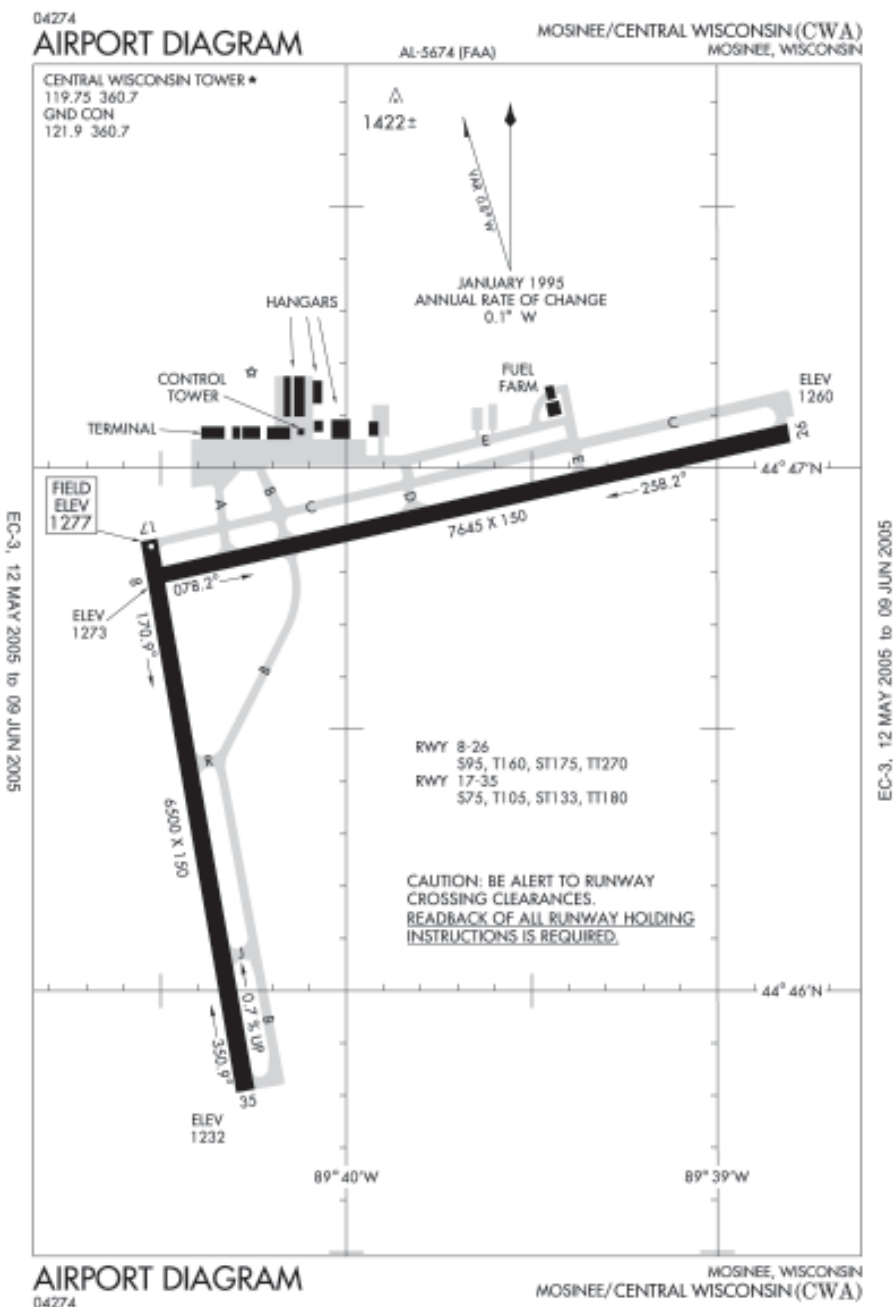 04274
AIRPORT DIAGRAM
AL-5674 (FAA)
MOSINEE/CENTRAL WISCONSIN (CWA)
MOSINEE, WISCONSIN
CENTRAL WISCONSIN TOWER ★
119.75 360.7
GND CON
121.9 360.7
1422±
JANUARY 1995
ANNUAL RATE OF CHANGE
0.1° W
HANGARS
CONTROL
TOWER
TERMINAL
FUEL
FARM
ELEV
1260
C
E
E
26
44° 47'N
FIELD
ELEV
1277
A
B
C
D
258.2°
7645 X 150
17
8
078.2°
ELEV
1273
170.9°
B
R
6500 X 150
RWY 8-26
S95, T160, ST175, TT270
RWY 17-35
S75, T105, ST133, TT180
CAUTION: BE ALERT TO RUNWAY
CROSSING CLEARANCES.
READBACK OF ALL RUNWAY HOLDING
INSTRUCTIONS IS REQUIRED.
J
44° 46'N
0.7 % UP
B
350.9°
35
ELEV
1232
89° 40'W
89° 39'W
EC-3, 12 MAY 2005 to 09 JUN 2005
EC-3, 12 MAY 2005 to 09 JUN 2005
AIRPORT DIAGRAM
04274
MOSINEE, WISCONSIN
MOSINEE/CENTRAL WISCONSIN (CWA)